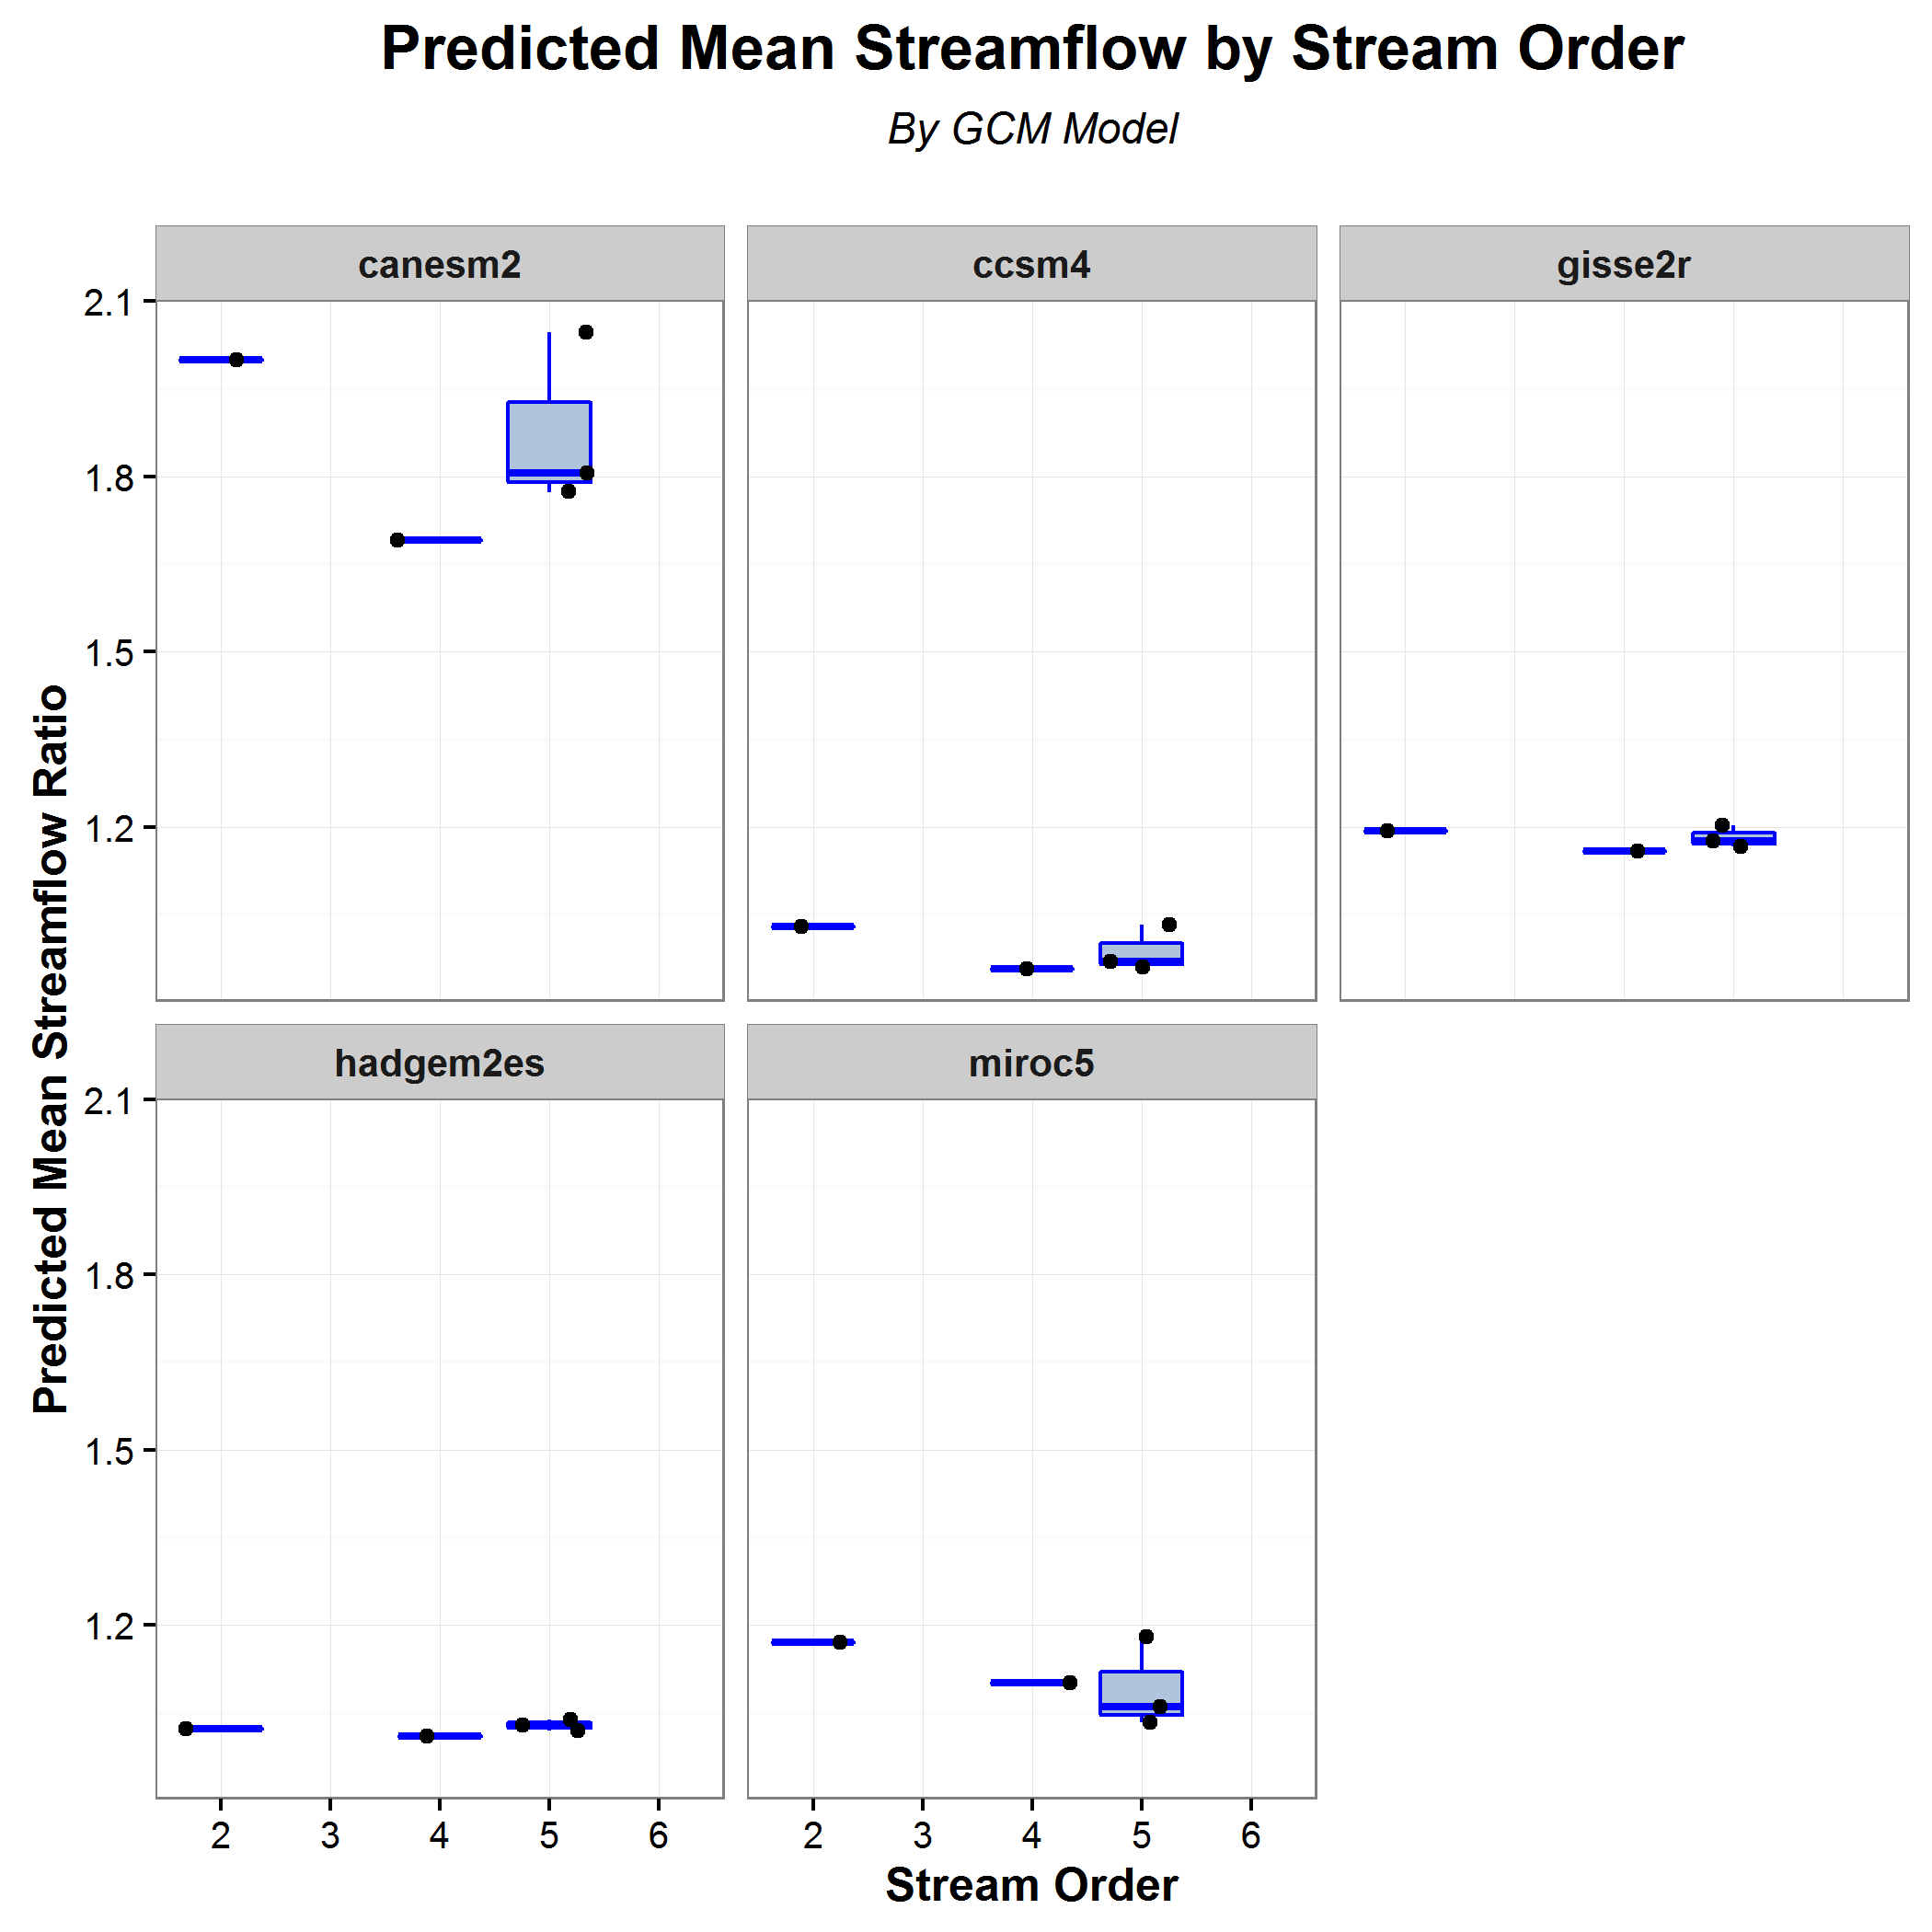 Predicted Mean Streamflow by Stream Order
By GCM Model
canesm2
ccsm4
gisse2r
2.1
1.8
1.5
1.2
Predicted Mean Streamflow Ratio
hadgem2es
miroc5
2.1
1.8
1.5
1.2
2 3 4 5 6
2 3 4 5 6
Stream Order